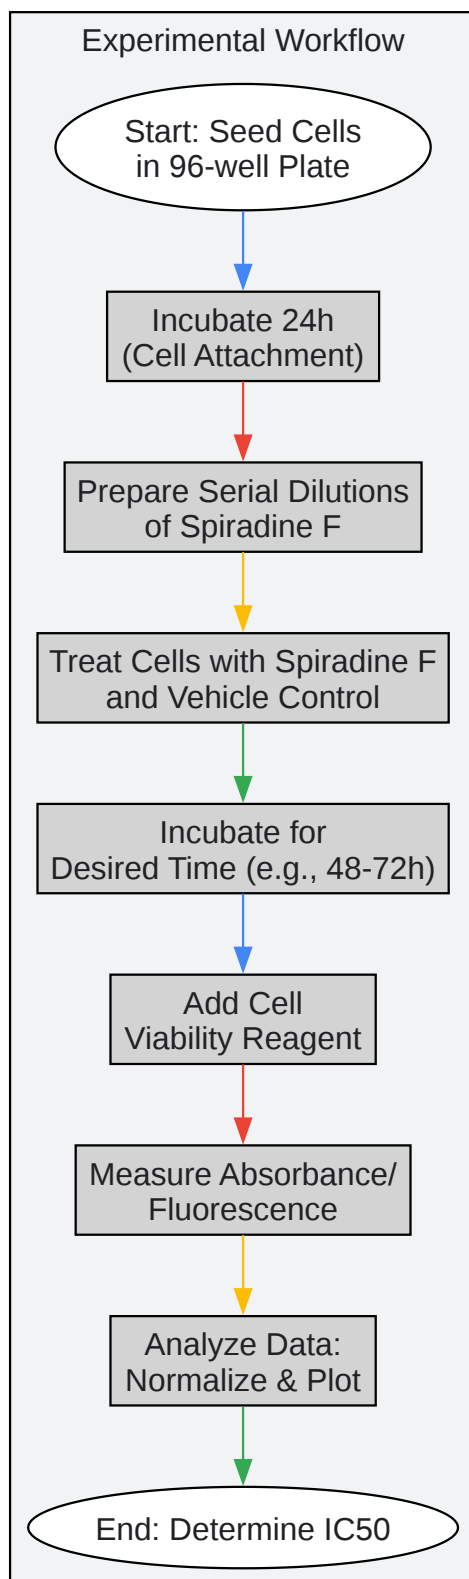 Experimental Workflow
Start: Seed Cells
in 96-well Plate
Incubate 24h
(Cell Attachment)
Prepare Serial Dilutions
of Spiradine F
Treat Cells with Spiradine F
and Vehicle Control
Incubate for
Desired Time (e.g., 48-72h)
Add Cell
Viability Reagent
Measure Absorbance/
Fluorescence
Analyze Data:
Normalize & Plot
End: Determine IC50